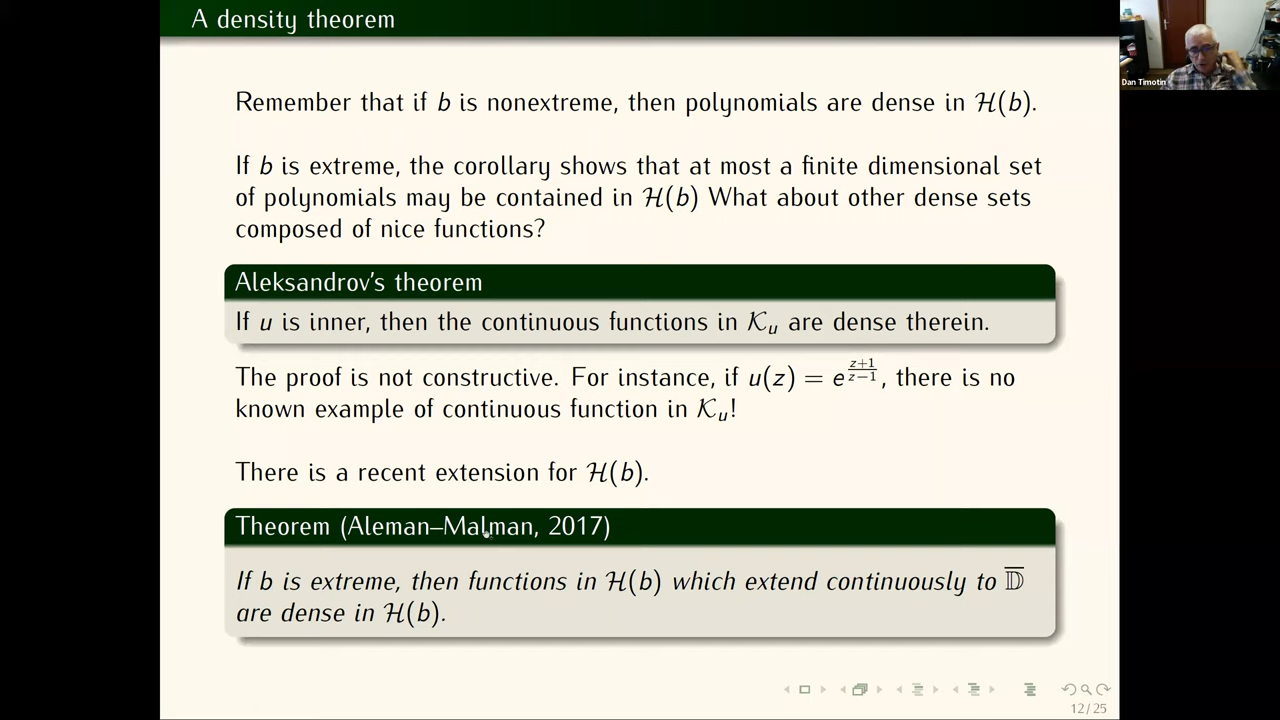 A density theorem
Dan Timotin
Remember that if b is nonextreme, then polynomials are dense in ℋ(b).
If b is extreme, the corollary shows that at most a finite dimensional set
of polynomials may be contained in ℋ(b) What about other dense sets
composed of nice functions?
Aleksandrov's theorem
If u is inner, then the continuous functions in 𝒦_u are dense therein.
The proof is not constructive. For instance, if u(z) = e^{\frac{z+1}{z−1}}, there is no
known example of continuous function in 𝒦_u!
There is a recent extension for ℋ(b).
Theorem (Aleman–Malman, 2017)
If b is extreme, then functions in ℋ(b) which extend continuously to \overline{𝔻}
are dense in ℋ(b).
12/25